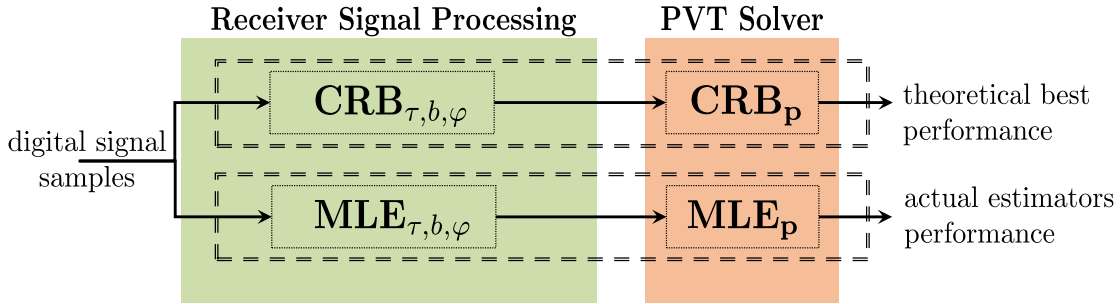 Receiver Signal Processing
PVT Solver
CRB_{τ,b,φ}
CRB_p
theoretical best
performance
digital signal
samples
MLE_{τ,b,φ}
MLE_p
actual estimators
performance